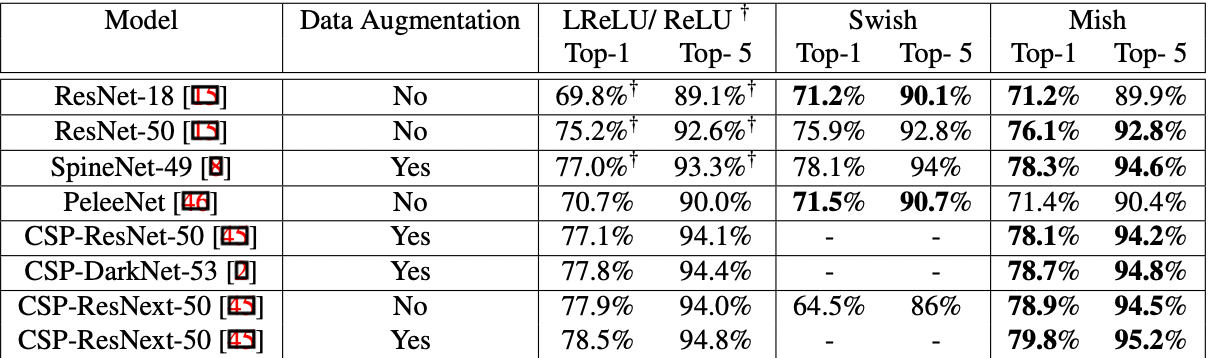 Model Data Augmentation LReLU/ ReLU † Swish Mish
Top-1 Top- 5 Top-1 Top- 5 Top-1 Top- 5
ResNet-18 [15] No 69.8%† 89.1%† 71.2% 90.1% 71.2% 89.9%
ResNet-50 [15] No 75.2%† 92.6%† 75.9% 92.8% 76.1% 92.8%
SpineNet-49 [8] Yes 77.0%† 93.3%† 78.1% 94% 78.3% 94.6%
PeleeNet [46] No 70.7% 90.0% 71.5% 90.7% 71.4% 90.4%
CSP-ResNet-50 [45] Yes 77.1% 94.1% - - 78.1% 94.2%
CSP-DarkNet-53 [2] Yes 77.8% 94.4% - - 78.7% 94.8%
CSP-ResNext-50 [45] No 77.9% 94.0% 64.5% 86% 78.9% 94.5%
CSP-ResNext-50 [45] Yes 78.5% 94.8% - - 79.8% 95.2%